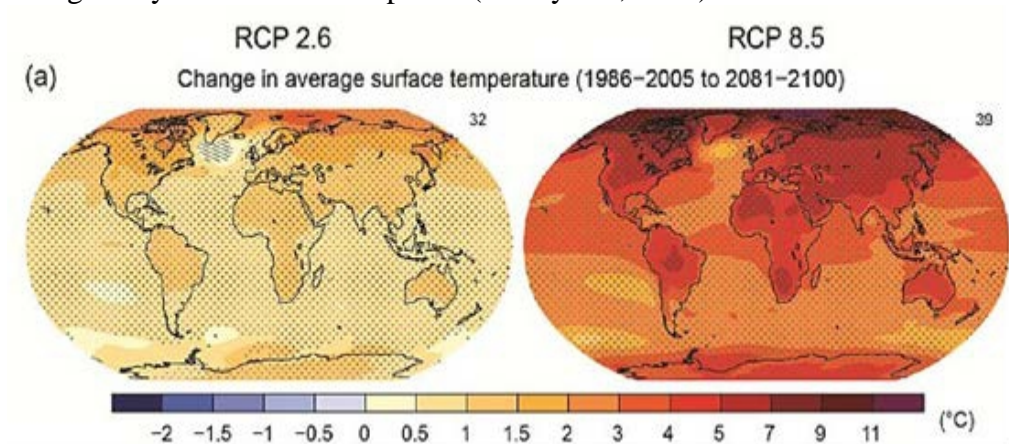 RCP 2.6 RCP 8.5
(a) Change in average surface temperature (1986−2005 to 2081−2100)
32 39
−2 −1.5 −1 −0.5 0 0.5 1 1.5 2 3 4 5 7 9 11 (°C)